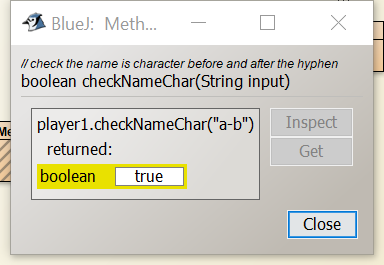 BlueJ: Meth...
// check the name is character before and after the hyphen
boolean checkNameChar(String input)
player1.checkNameChar("a-b")
returned:
boolean true
Inspect
Get
Close
Me